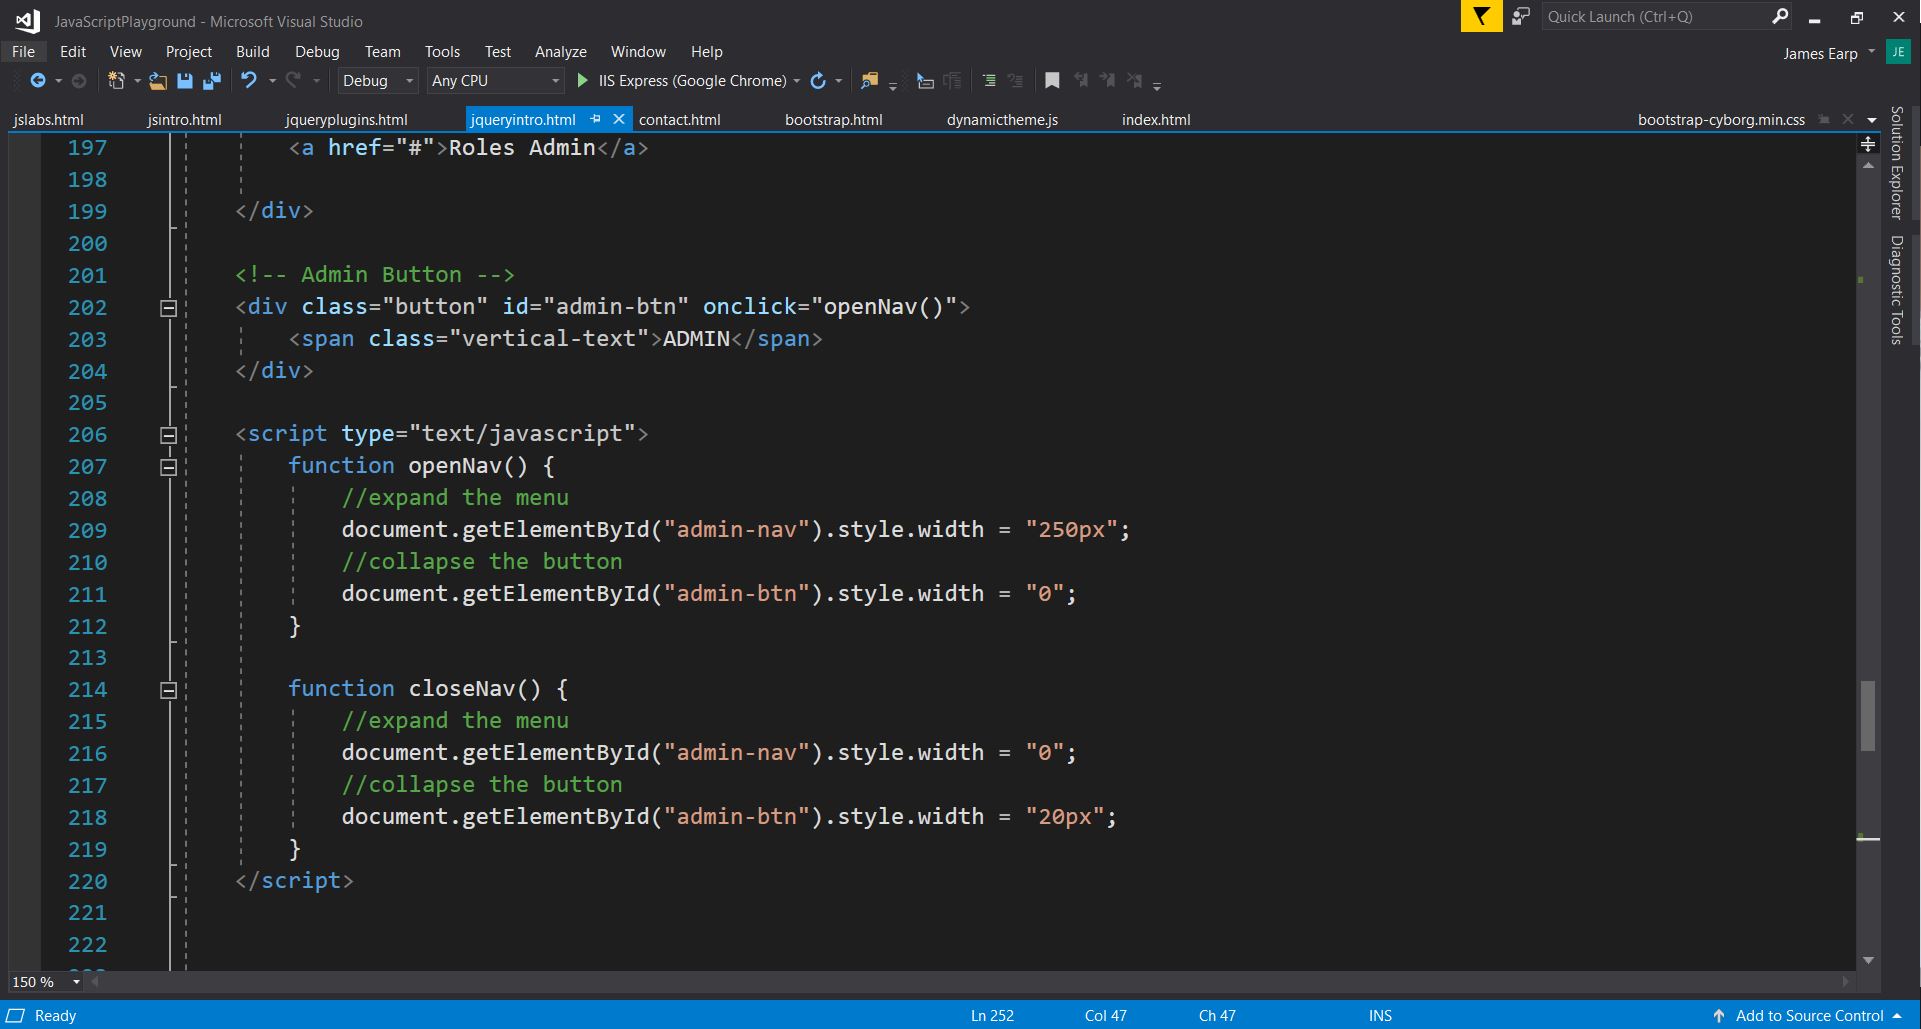 JavaScriptPlayground - Microsoft Visual Studio
Quick Launch (Ctrl+Q)
File Edit View Project Build Debug Team Tools Test Analyze Window Help
James Earp JE
Debug Any CPU IIS Express (Google Chrome)
jslabs.html jsintro.html jqueryplugins.html jqueryintro.html contact.html bootstrap.html dynamictheme.js index.html bootstrap-cyborg.min.css
Solution Explorer
Diagnostic Tools
197 <a href="#">Roles Admin</a>
198
199 </div>
200
201 <!-- Admin Button -->
202 <div class="button" id="admin-btn" onclick="openNav()">
203 <span class="vertical-text">ADMIN</span>
204 </div>
205
206 <script type="text/javascript">
207 function openNav() {
208 //expand the menu
209 document.getElementById("admin-nav").style.width = "250px";
210 //collapse the button
211 document.getElementById("admin-btn").style.width = "0";
212 }
213
214 function closeNav() {
215 //expand the menu
216 document.getElementById("admin-nav").style.width = "0";
217 //collapse the button
218 document.getElementById("admin-btn").style.width = "20px";
219 }
220 </script>
221
222
150 %
Ready Ln 252 Col 47 Ch 47 INS Add to Source Control